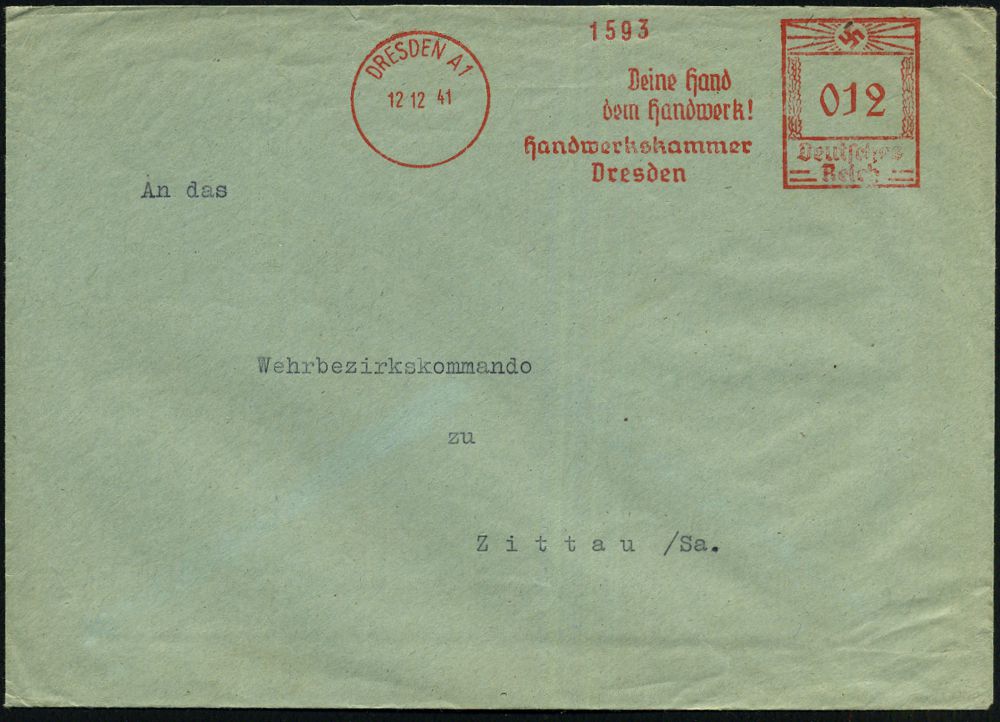 1593
DRESDEN A1
12 12 41
Deine Hand
dem Handwerk!
Handwerkskammer
Dresden
012
Deutsches
Reich
An das
Wehrbezirkskommando
zu
Zittau /Sa.